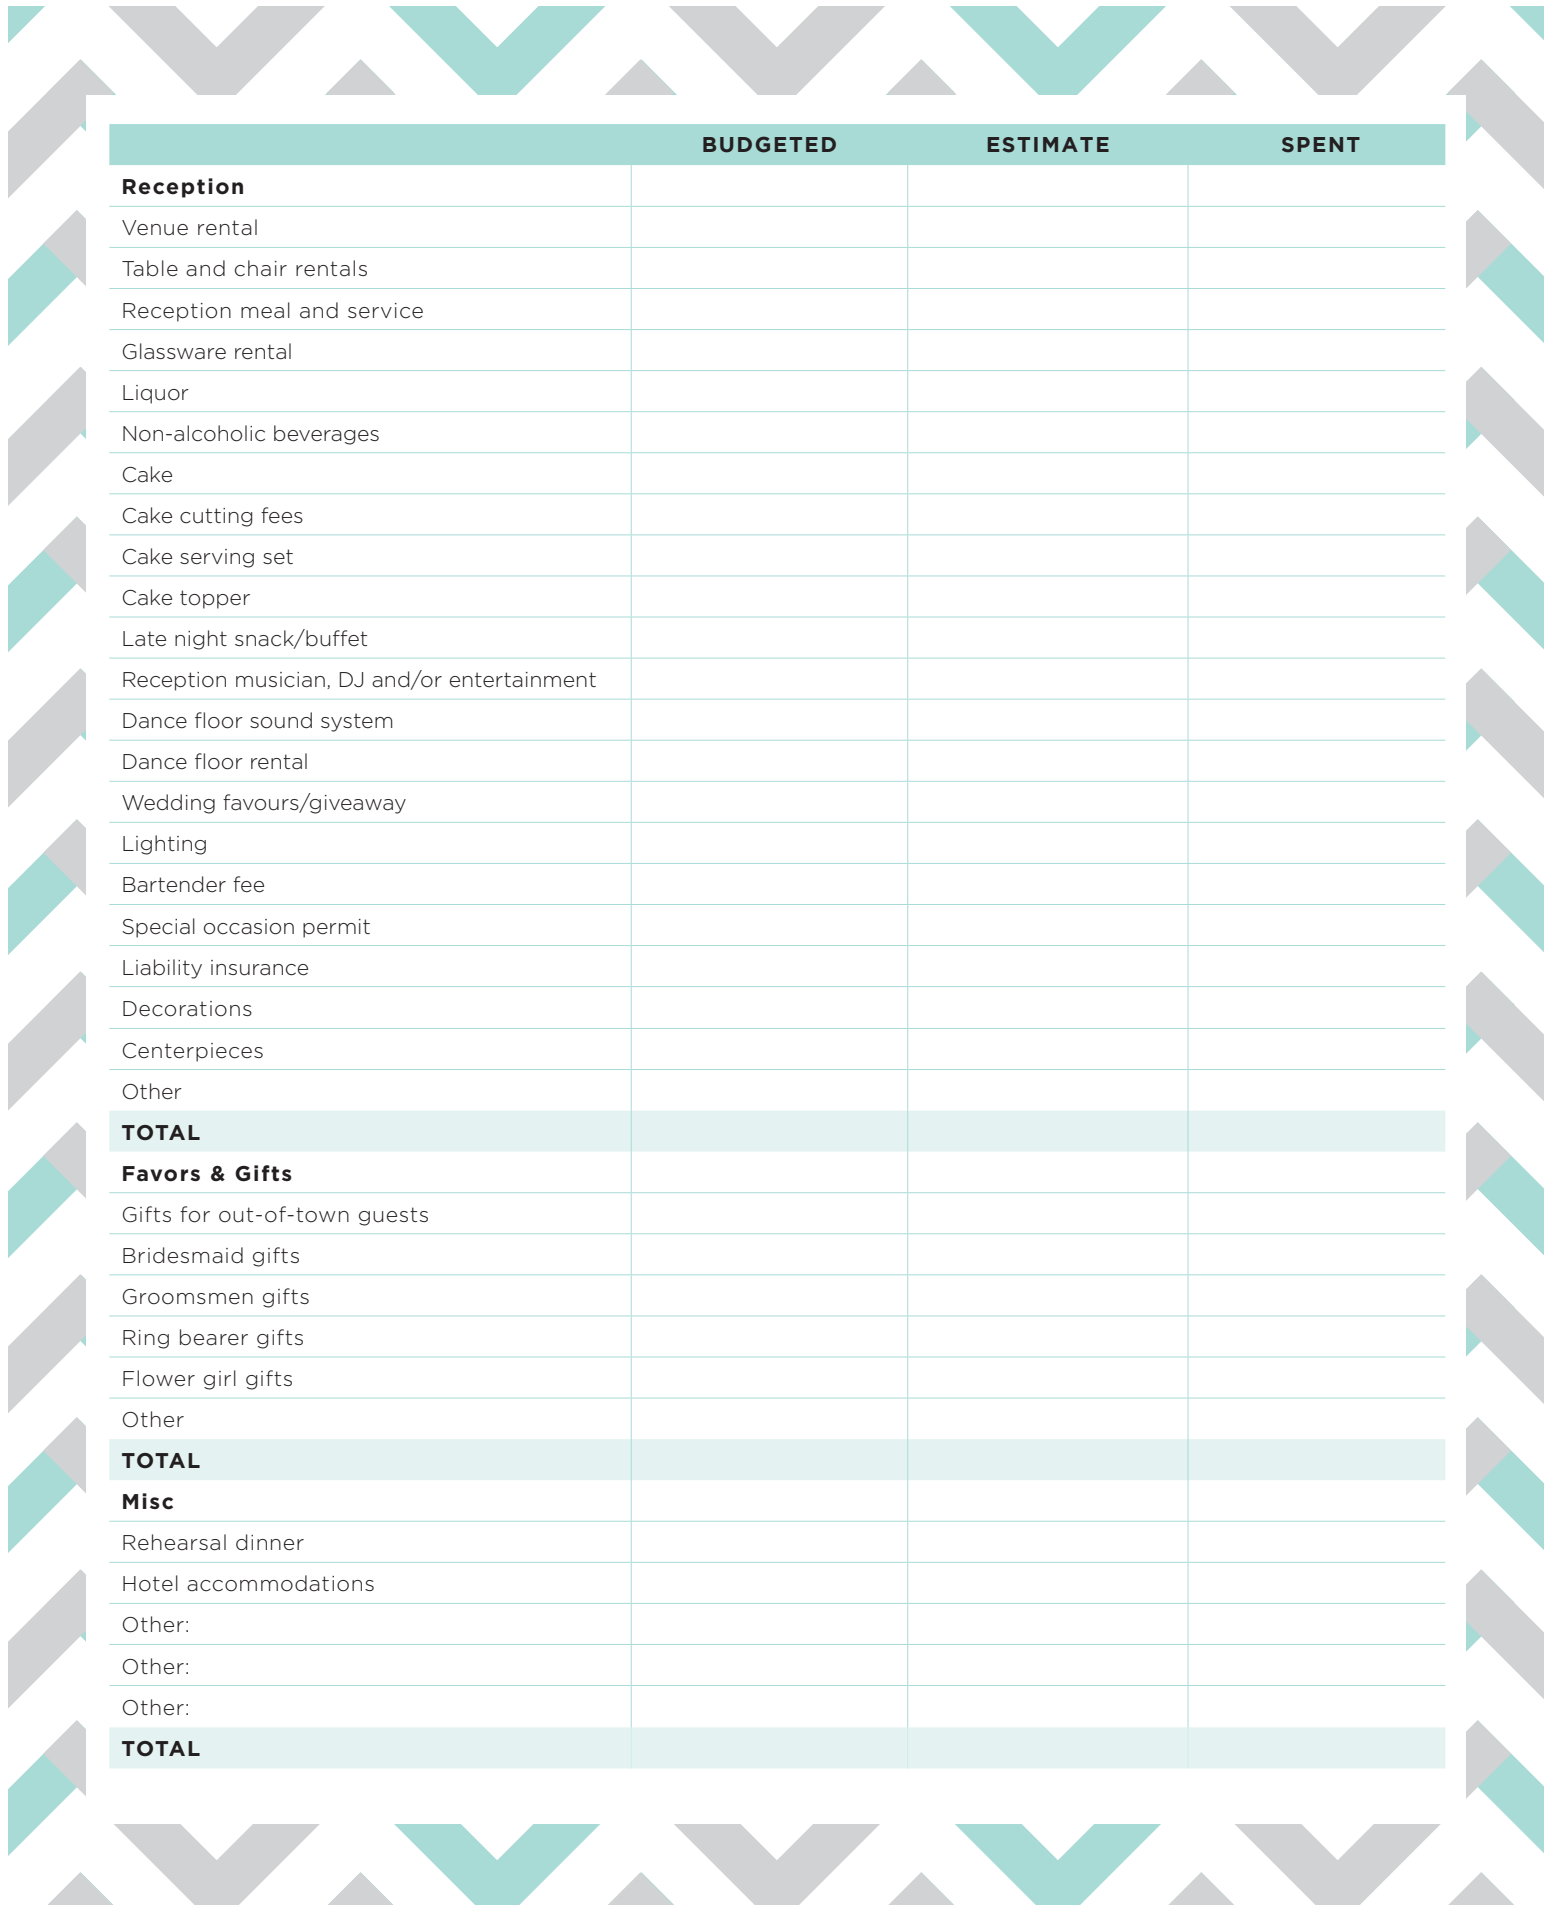 BUDGETED ESTIMATE SPENT
Reception
Venue rental
Table and chair rentals
Reception meal and service
Glassware rental
Liquor
Non-alcoholic beverages
Cake
Cake cutting fees
Cake serving set
Cake topper
Late night snack/buffet
Reception musician, DJ and/or entertainment
Dance floor sound system
Dance floor rental
Wedding favours/giveaway
Lighting
Bartender fee
Special occasion permit
Liability insurance
Decorations
Centerpieces
Other
TOTAL
Favors & Gifts
Gifts for out-of-town guests
Bridesmaid gifts
Groomsmen gifts
Ring bearer gifts
Flower girl gifts
Other
TOTAL
Misc
Rehearsal dinner
Hotel accommodations
Other:
Other:
Other:
TOTAL